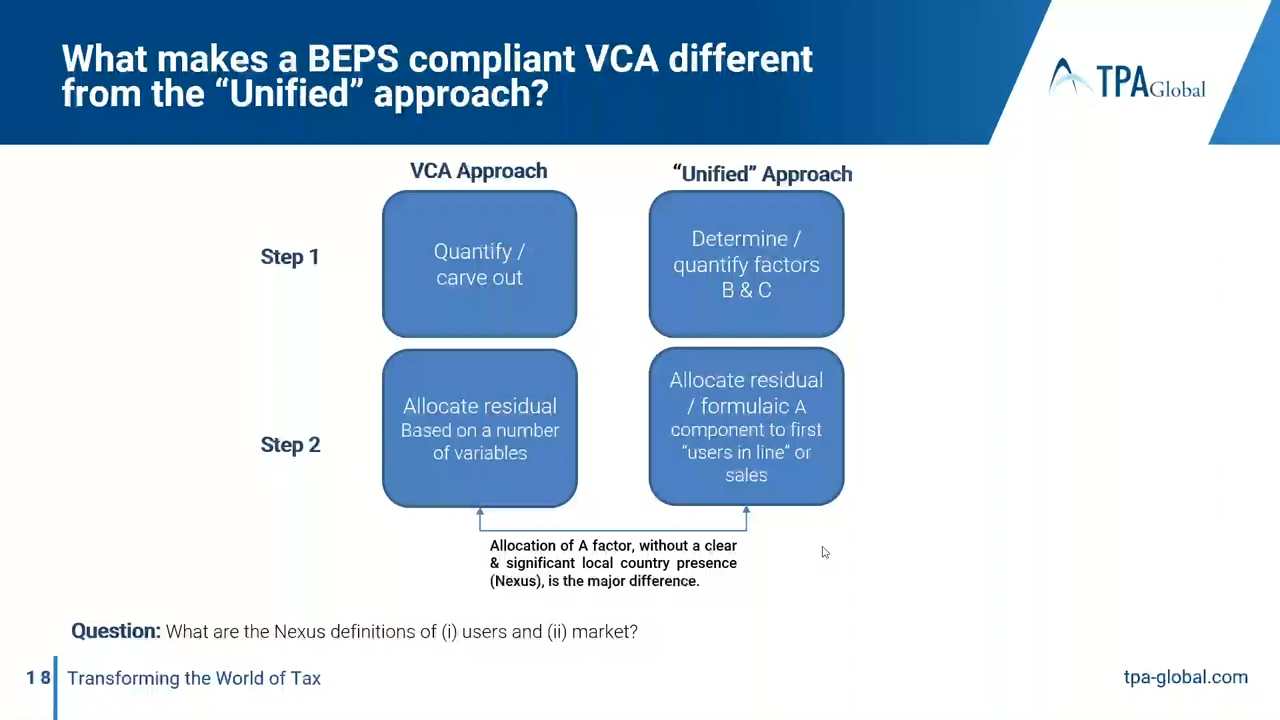 What makes a BEPS compliant VCA different
from the “Unified” approach?
TPA Global
VCA Approach
“Unified” Approach
Step 1
Quantify /
carve out
Determine /
quantify factors
B & C
Step 2
Allocate residual
Based on a number
of variables
Allocate residual
/ formulaic A
component to first
“users in line” or
sales
Allocation of A factor, without a clear
& significant local country presence
(Nexus), is the major difference.
Question: What are the Nexus definitions of (i) users and (ii) market?
18 Transforming the World of Tax
tpa-global.com